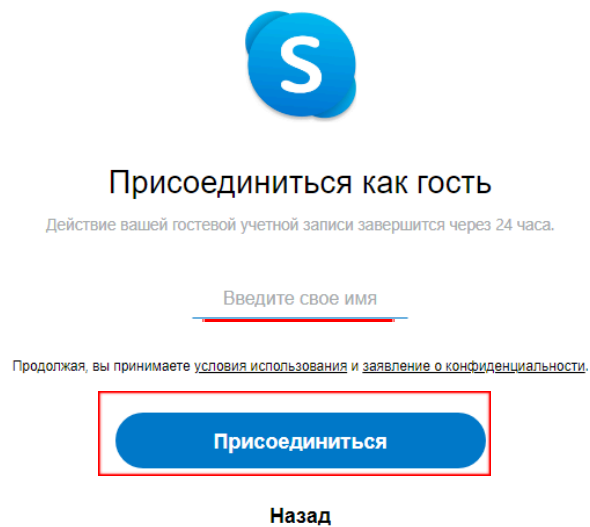 S
Присоединиться как гость
Действие вашей гостевой учетной записи завершится через 24 часа.
Введите свое имя
Продолжая, вы принимаете условия использования и заявление о конфиденциальности.
Присоединиться
Назад